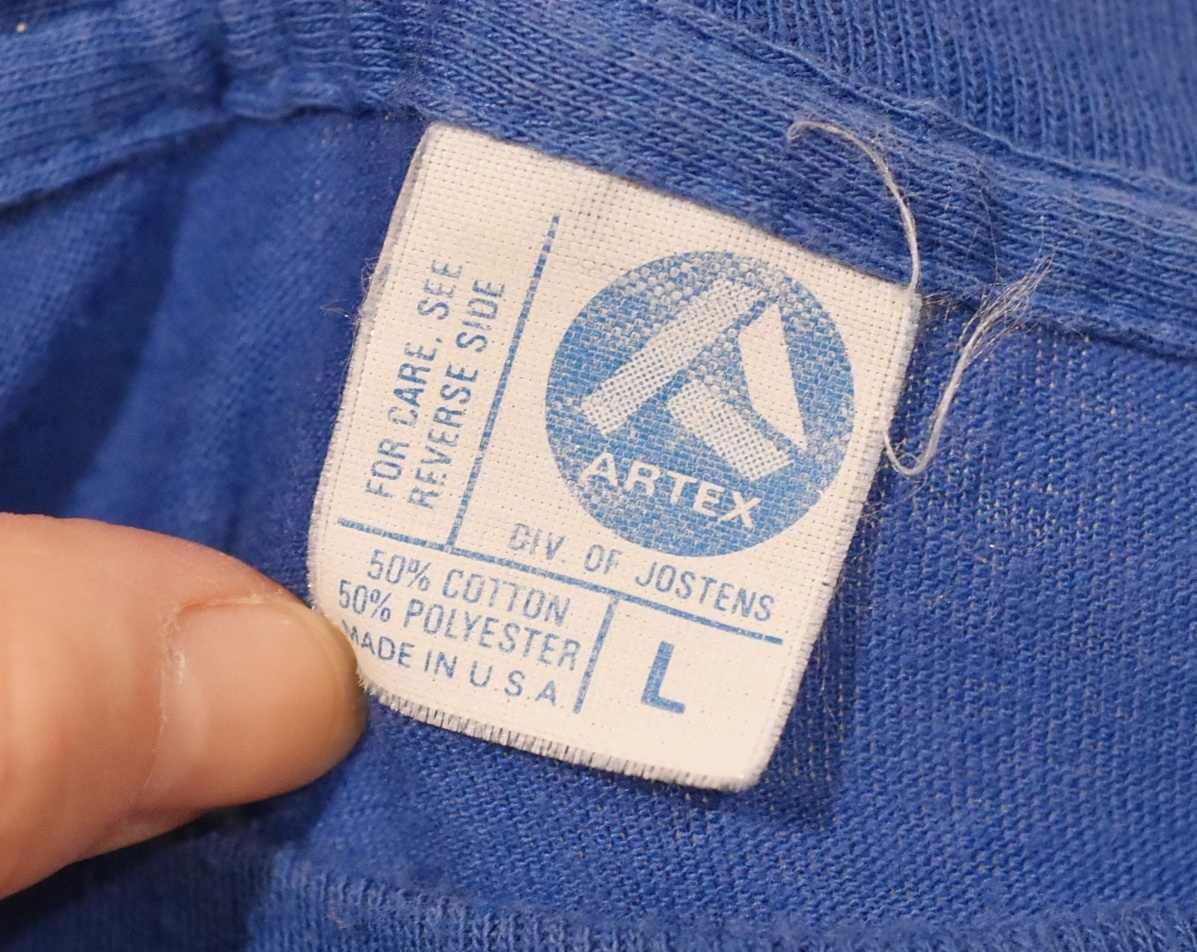 FOR CARE, SEE
REVERSE SIDE
ARTEX
DIV. OF JOSTENS
50% COTTON
50% POLYESTER
MADE IN U.S.A.
L